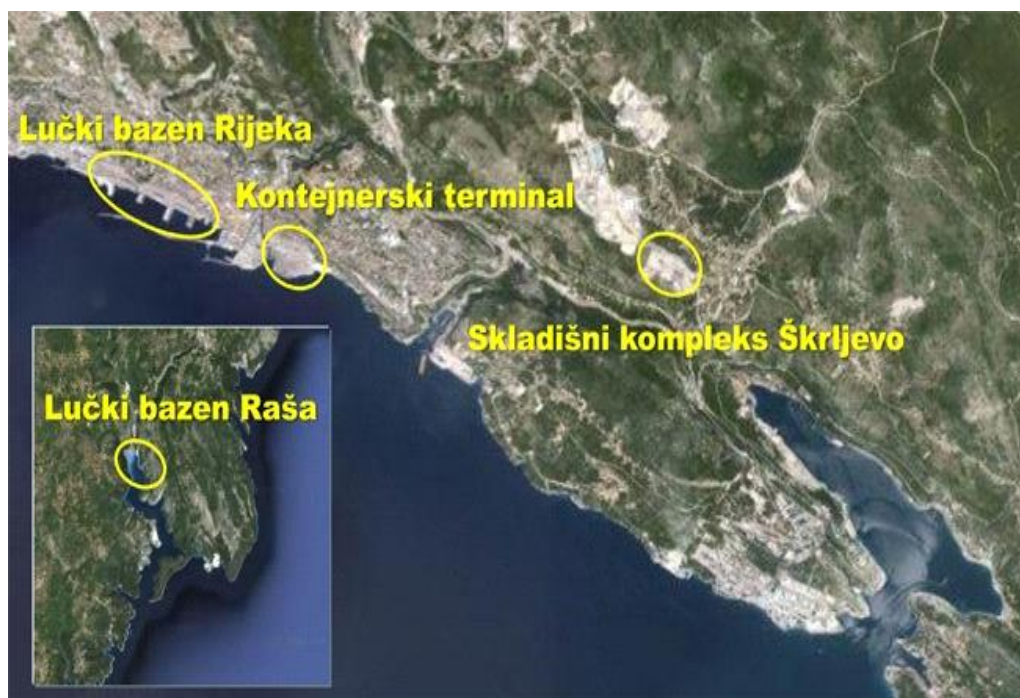 Lučki bazen Rijeka
Kontejnerski terminal
Skladišni kompleks Škrljevo
Lučki bazen Raša